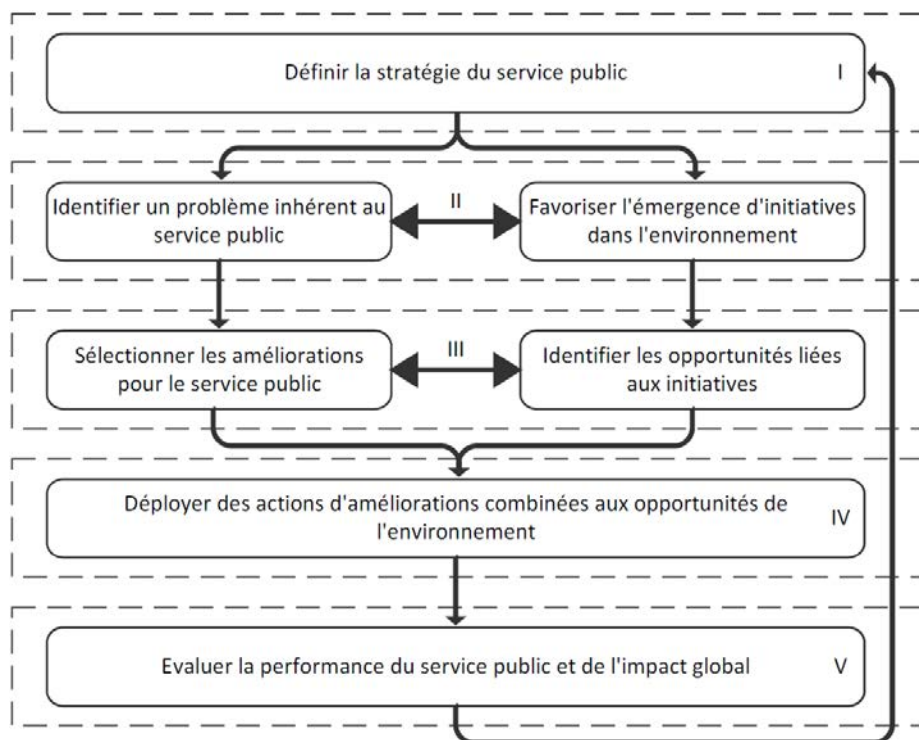 Définir la stratégie du service public
I
Identifier un problème inhérent au
service public
II
Favoriser l'émergence d'initiatives
dans l'environnement
Sélectionner les améliorations
pour le service public
III
Identifier les opportunités liées
aux initiatives
Déployer des actions d'améliorations combinées aux opportunités de
l'environnement
IV
Evaluer la performance du service public et de l'impact global
V